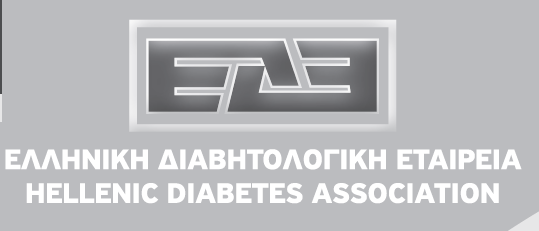 ΕΔΕ
ΕΛΛΗΝΙΚΗ ΔΙΑΒΗΤΟΛΟΓΙΚΗ ΕΤΑΙΡΕΙΑ
HELLENIC DIABETES ASSOCIATION